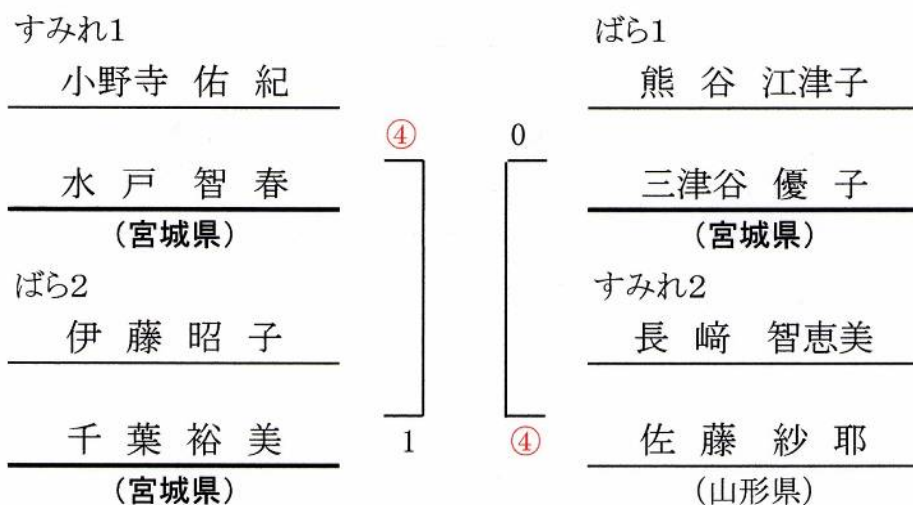 すみれ1
小野寺 佑 紀
④
水 戸 智 春
(宮城県)
ばら2
伊 藤 昭 子
千 葉 裕 美
1
(宮城県)
ばら1
熊 谷 江津子
0
三津谷 優 子
(宮城県)
すみれ2
長 﨑 智恵美
④
佐 藤 紗 耶
(山形県)